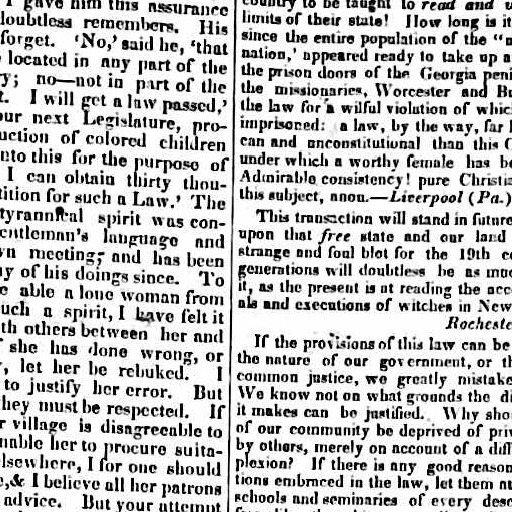 I gave him this assurance
doubtless remembers. His
forget. 'No,' said he, 'that
located in any part of the
ry; no—not in part of the
t. I will get a law passed,'
our next Legislature, pro-
uction of colored children
nto this for the purpose of
I can obtain thirty thou-
tition for such a Law.' The
tyrannical spirit was con-
entleman's language and
wn meeting; and has been
ny of his doings since. To
e able a lone woman from
uch a spirit, I have felt it
th others between her and
she has done wrong, or
, let her be rebuked. I
to justify her error. But
they must be respected. If
r village is disagreeable to
nable her to procure suita-
lsewhere, I for one should
e,& I believe all her patrons
advice. But your attempt
country to be taught to read and w
limits of their state! How long is it
since the entire population of the "m
nation,' appeared ready to take up a
the prison doors of the Georgia peni
the missionaries, Worcester and Bu
the law for a wilful violation of whic
imprisoned: a law, by the way, far l
can and unconstitutional than this C
under which a worthy female has be
Admirable consistency! pure Christia
this subject, anon.—Liverpool (Pa.)
This transaction will stand in future
upon that free state and our land
strange and foul blot for the 19th ce
generations will doubtless be as muc
it, as the present is at reading the acc
als and executions of witches in New
Rocheste
If the provisions of this law can be
the nature of our government, or th
common justice, we greatly mistake
We know not on what grounds the di
it makes can be justified. Why sho
of our community be deprived of priv
by others, merely on account of a diff
plexion? If there is any good reason
tions embraced in the law, let them a
schools and seminaries of every desc